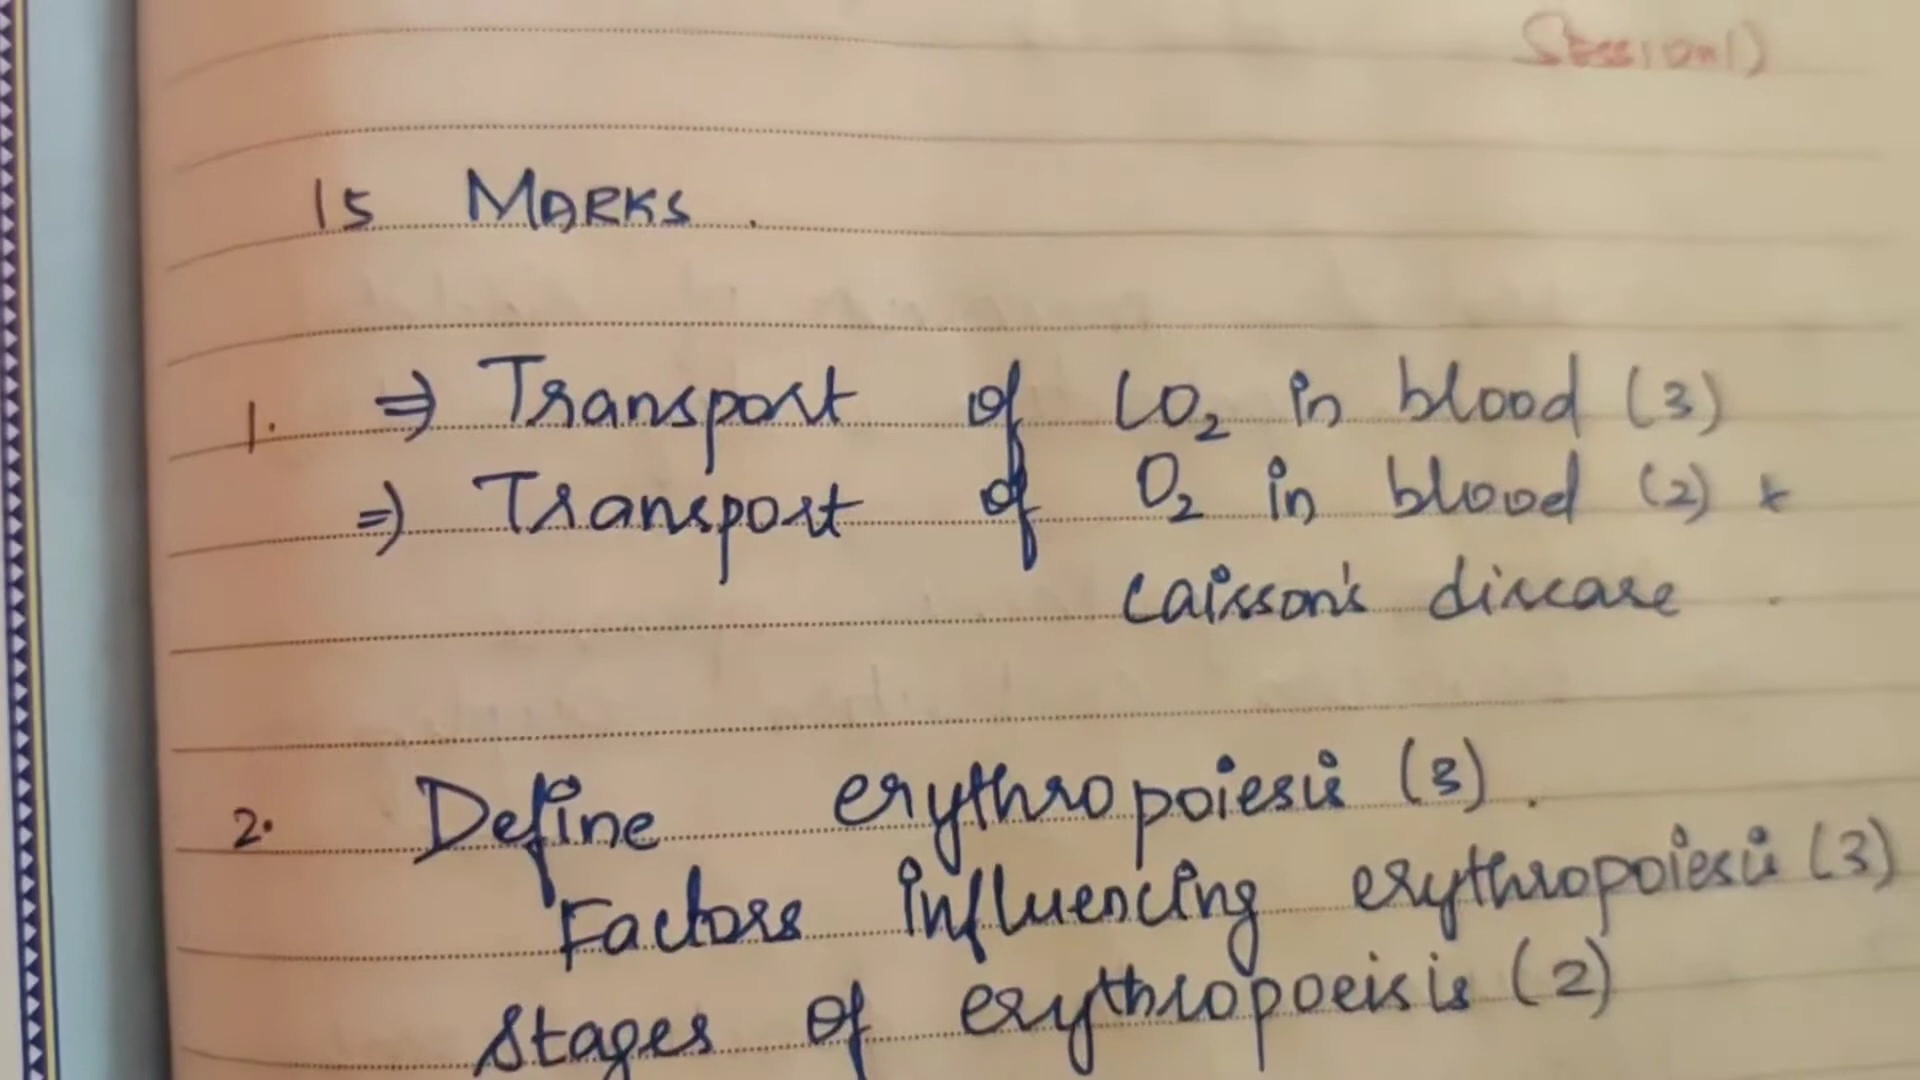 15 MARKS.
1. ⇒ Transport of CO₂ in blood (3)
⇒ Transport of O₂ in blood (2) +
caisson's disease.
2. Define erythropoiesis (3).
Factors influencing erythropoiesis (3)
Stages of erythropoeisis (2)